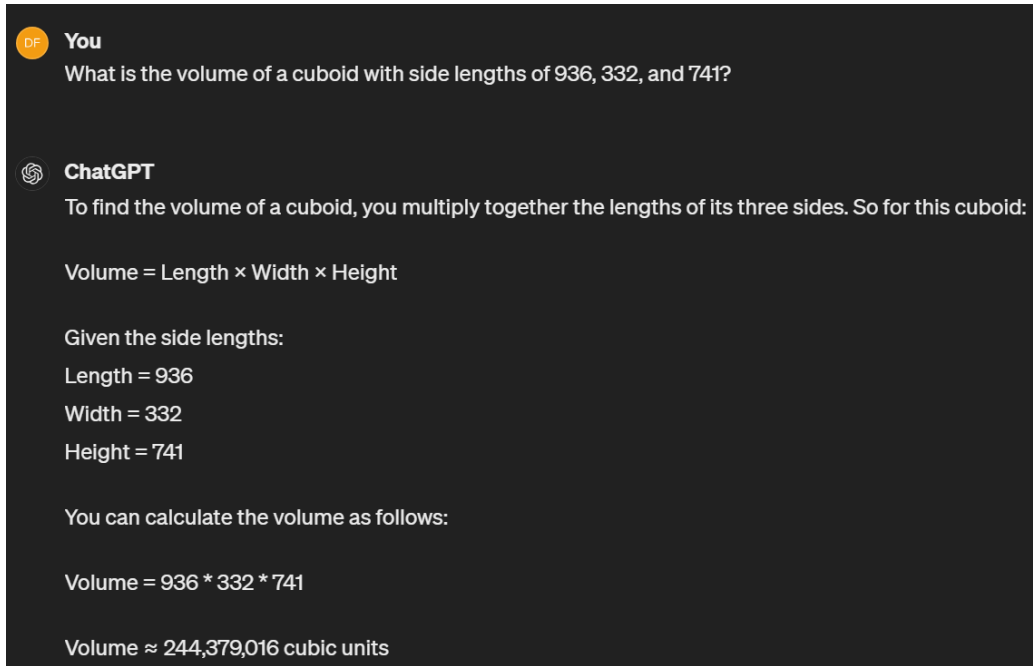 DF
You
What is the volume of a cuboid with side lengths of 936, 332, and 741?
ChatGPT
To find the volume of a cuboid, you multiply together the lengths of its three sides. So for this cuboid:
Volume = Length × Width × Height
Given the side lengths:
Length = 936
Width = 332
Height = 741
You can calculate the volume as follows:
Volume = 936 * 332 * 741
Volume ≈ 244,379,016 cubic units